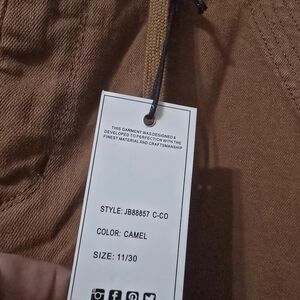 THIS GARMENT WAS DESIGNED &
DEVELOPED TO PERFECTION WITH THE
FINEST MATERIAL AND CRAFTSMANSHIP
STYLE: JB88857 C-CO
COLOR: CAMEL
SIZE: 11/30